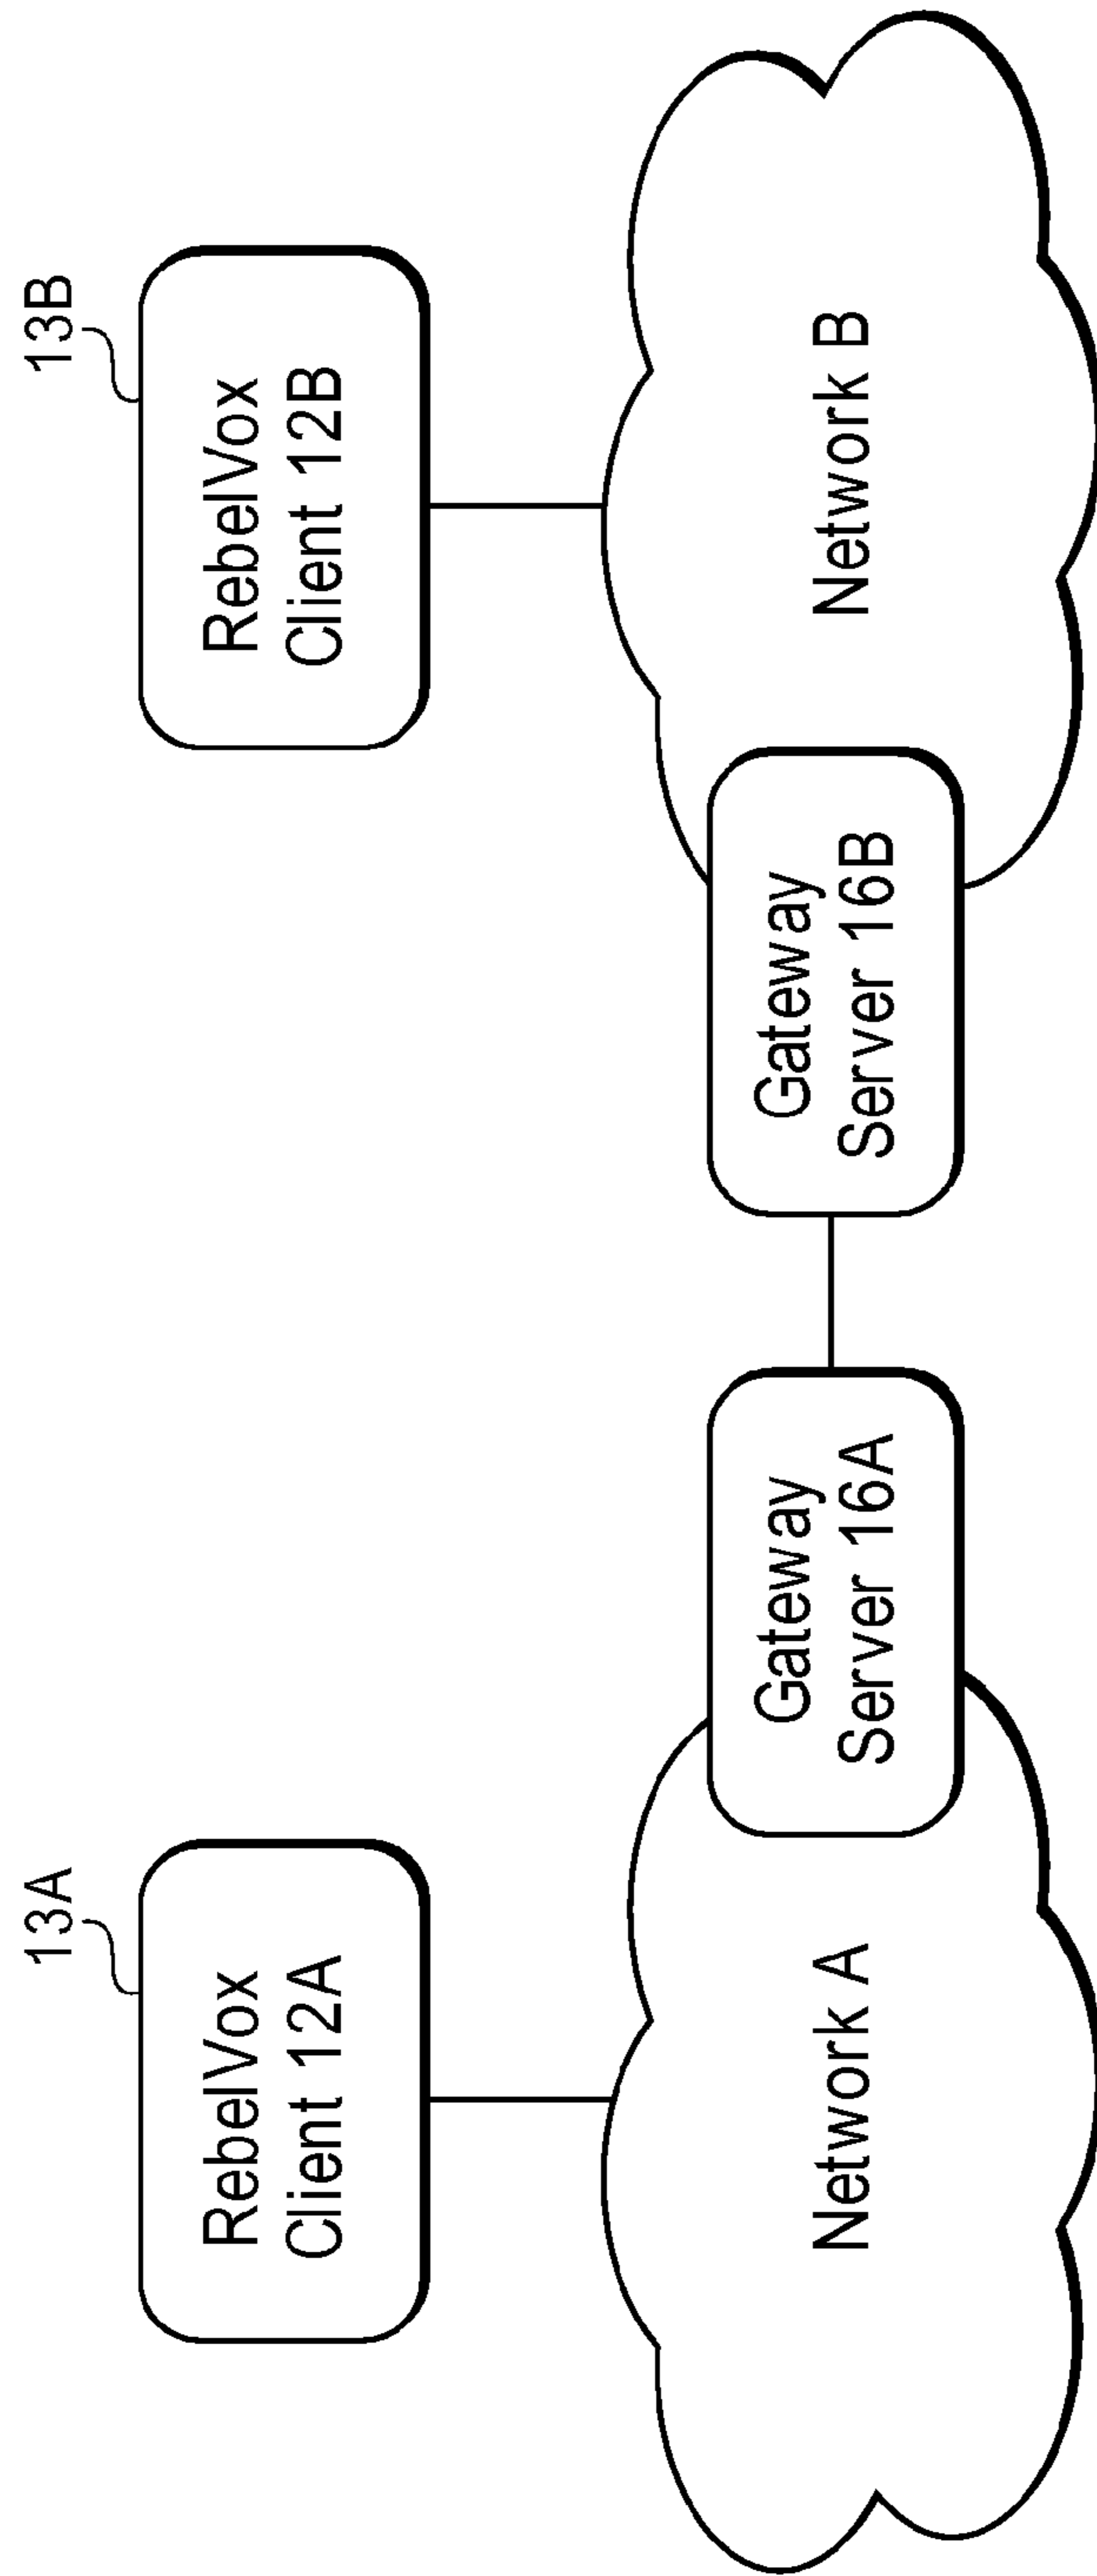 13A
13B
RebelVox
Client 12A
RebelVox
Client 12B
Network A
Gateway
Server 16A
Gateway
Server 16B
Network B